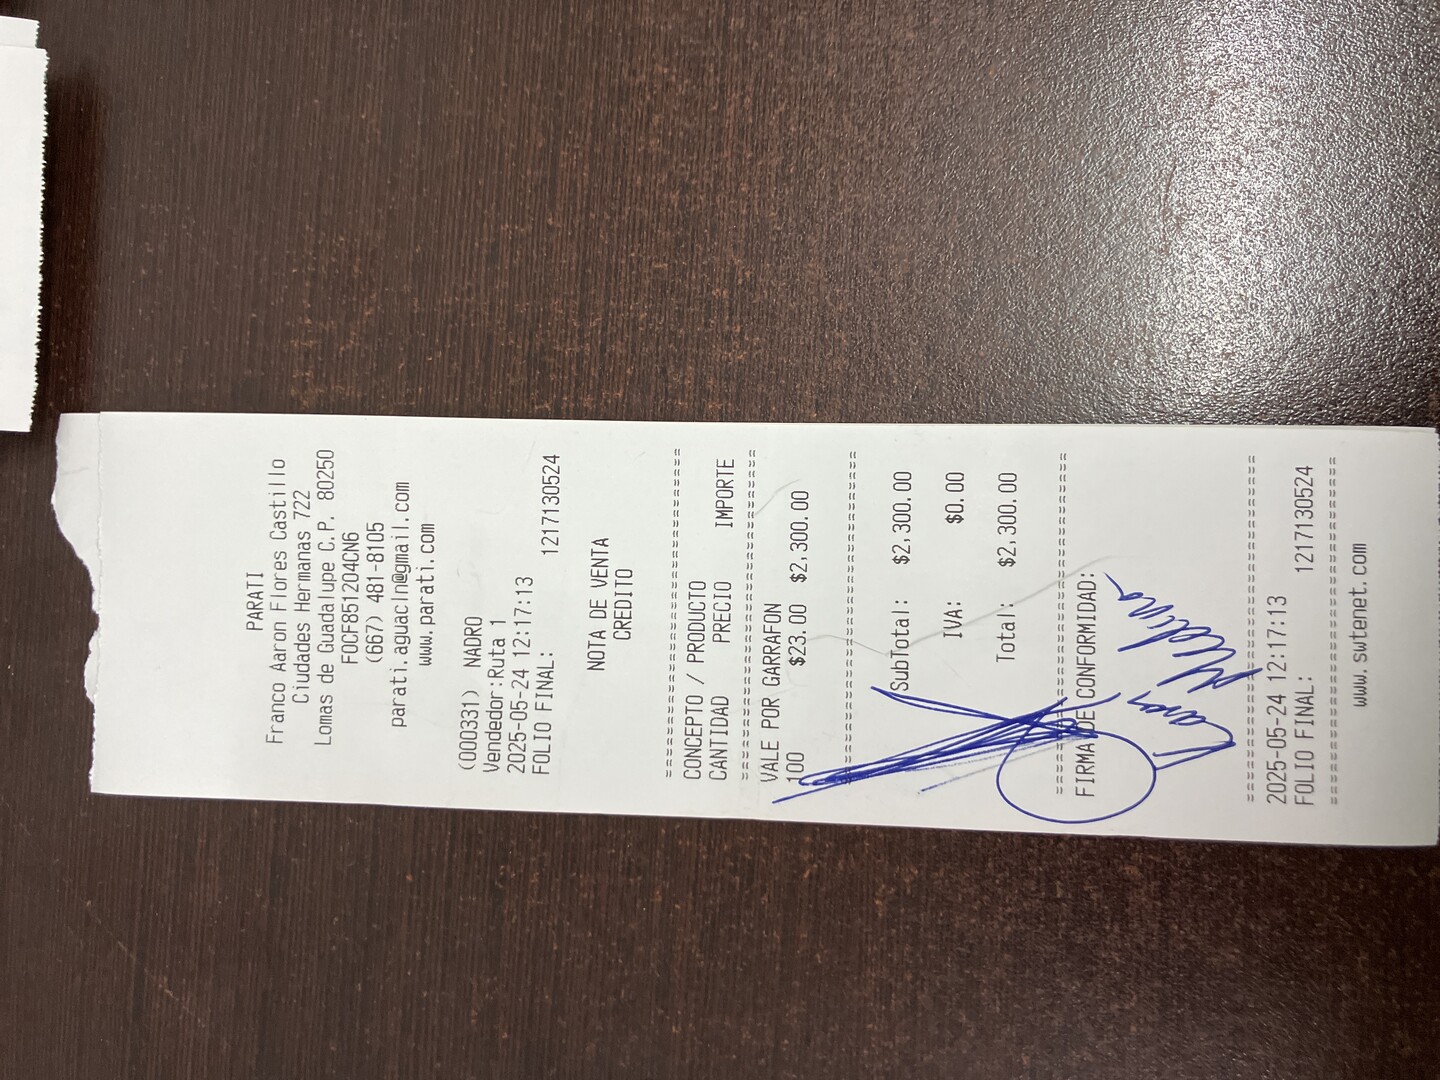 PARATI
Franco Aaron Flores Castillo
Ciudades Hermanas 722
Lomas de Guadalupe C.P. 80250
FOCF851204CN6
(667) 481-8105
parati.aguacln@gmail.com
www.parati.com
(000331) NADRO
Vendedor:Ruta 1
2025-05-24 12:17:13
FOLIO FINAL: 1217130524
NOTA DE VENTA
CREDITO
==============================
CONCEPTO / PRODUCTO
CANTIDAD PRECIO IMPORTE
==============================
VALE POR GARRAFON
100 $23.00 $2,300.00
==============================
SubTotal: $2,300.00
IVA: $0.00
Total: $2,300.00
==============================
FIRMA DE CONFORMIDAD:
==============================
2025-05-24 12:17:13
FOLIO FINAL: 1217130524
==============================
www.swtenet.com